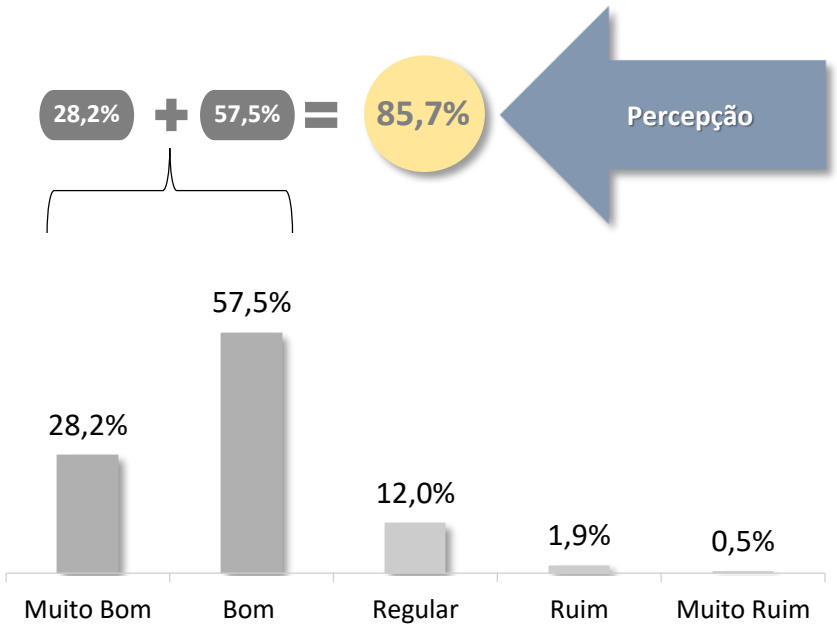 28,2% + 57,5% = 85,7%
Percepção
57,5%
28,2%
12,0%
1,9%
0,5%
Muito Bom
Bom
Regular
Ruim
Muito Ruim